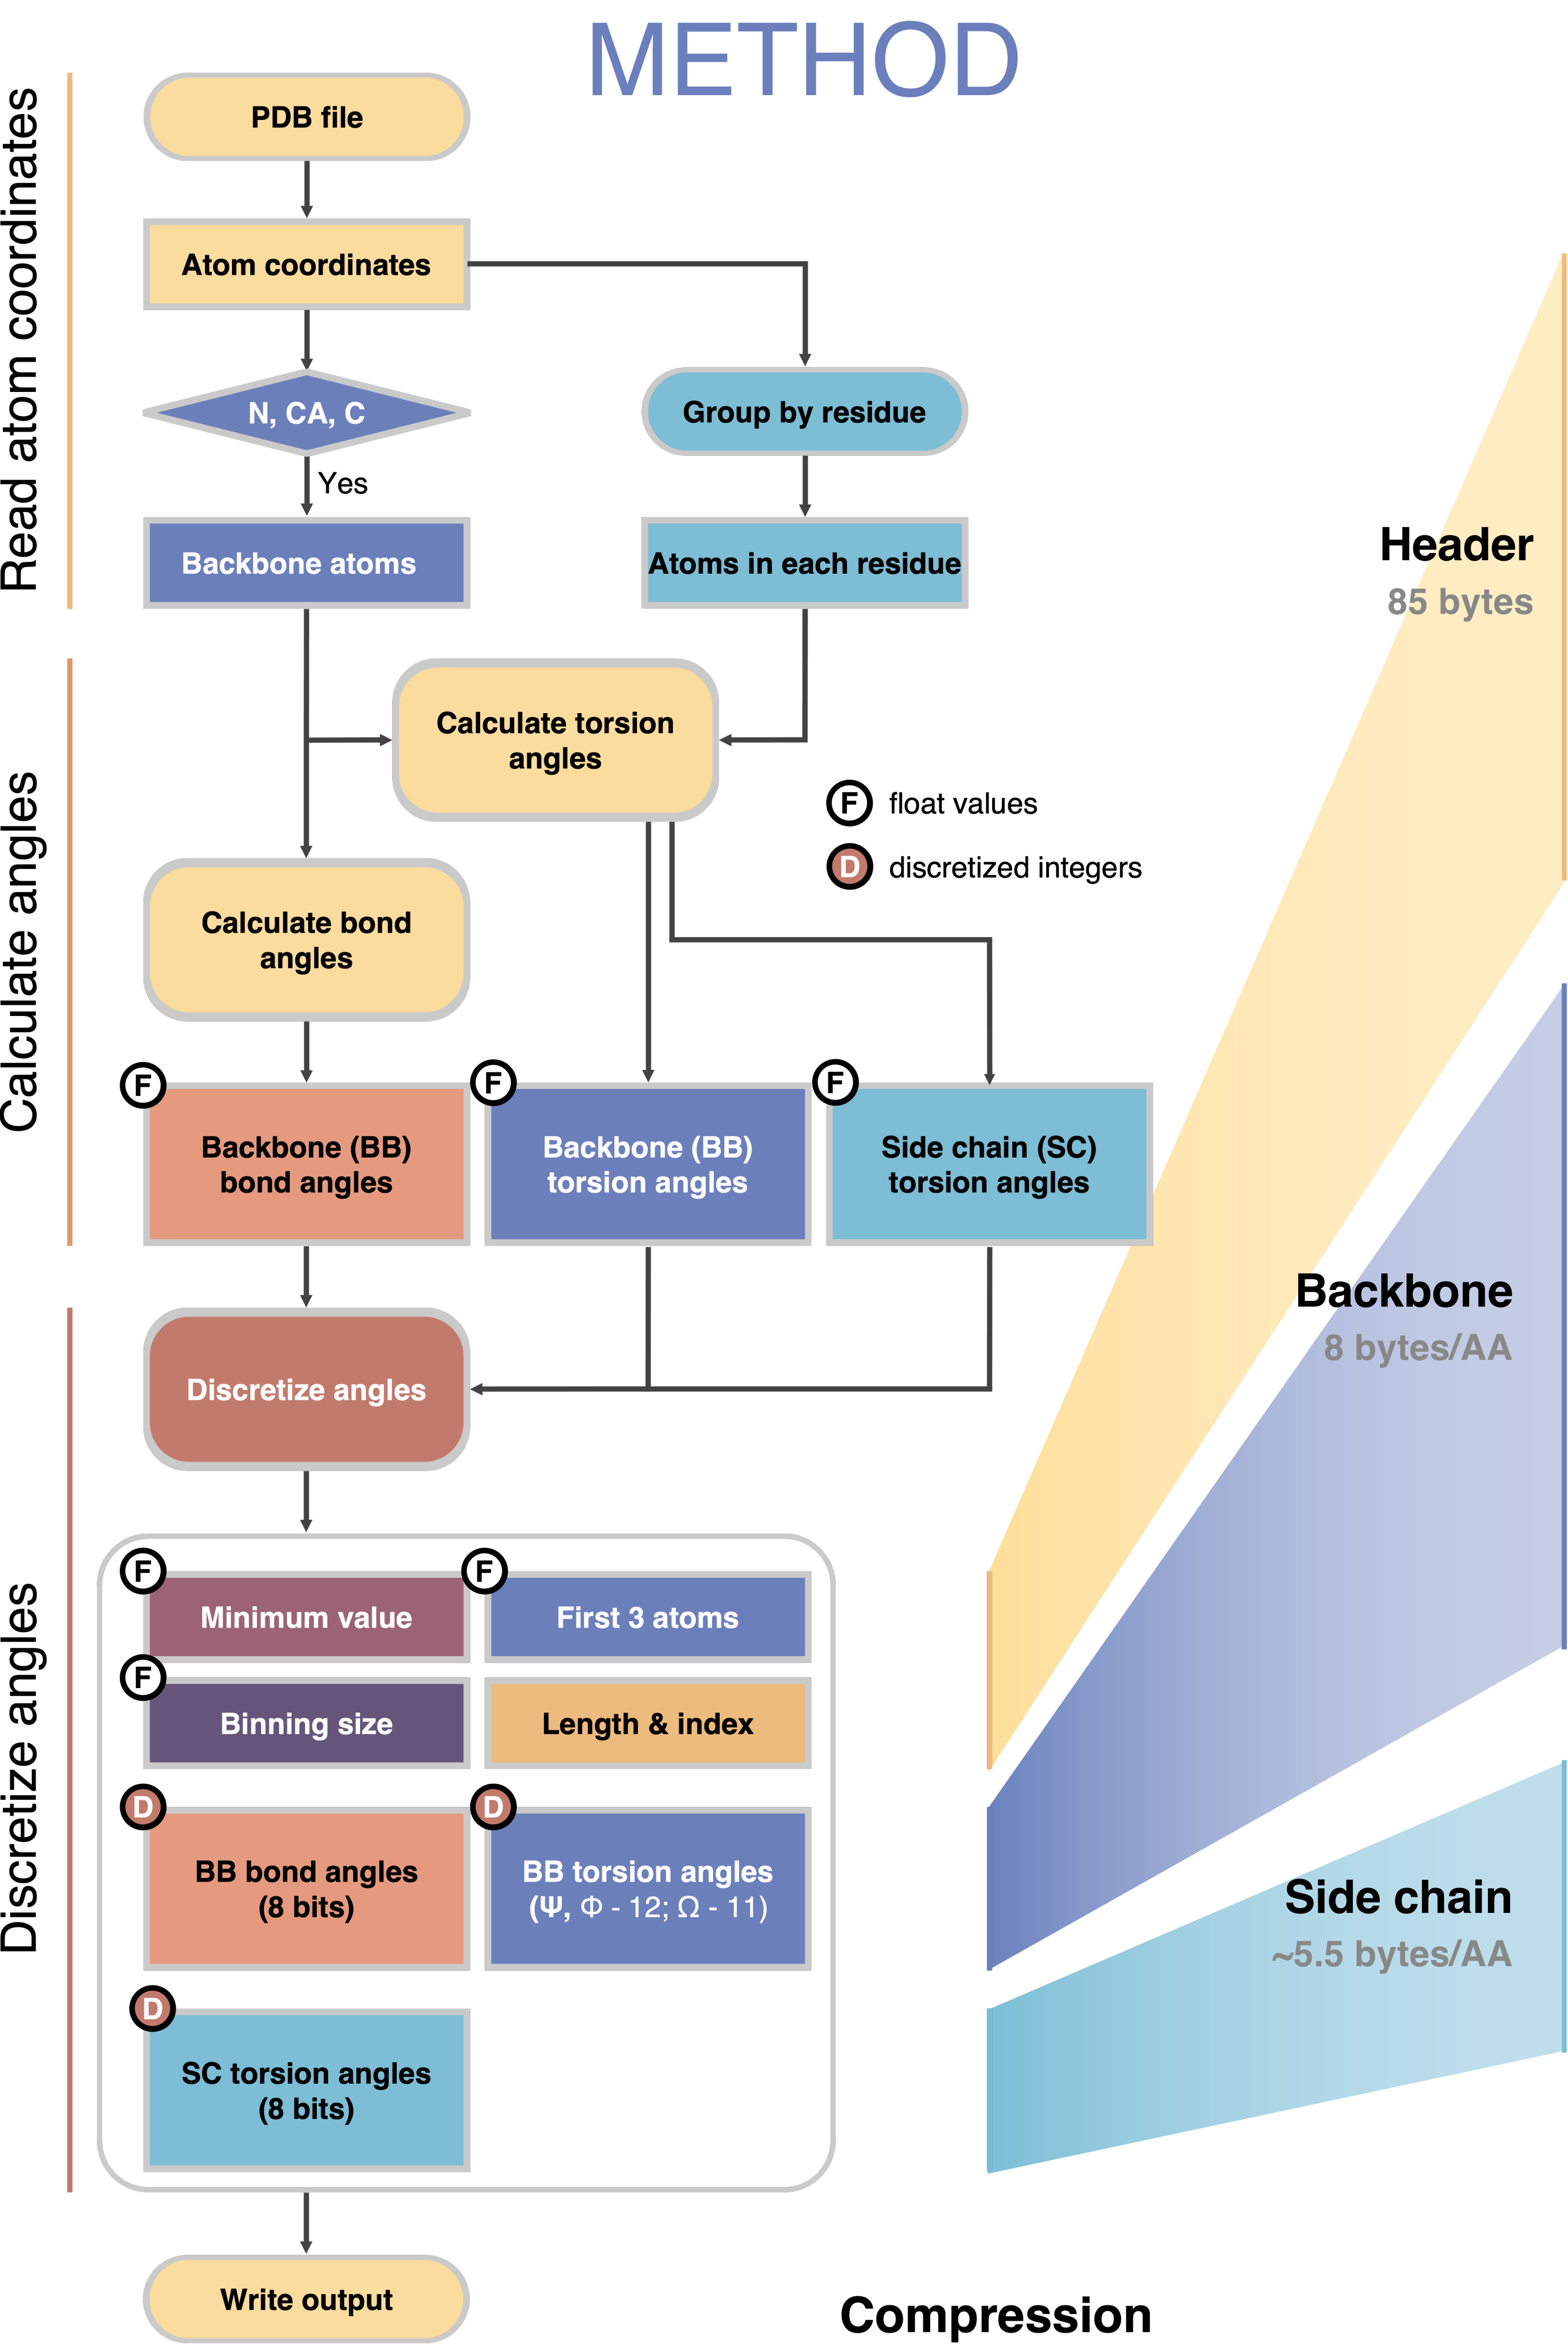 METHOD
Read atom coordinates
PDB file
Atom coordinates
N, CA, C
Group by residue
Yes
Backbone atoms
Atoms in each residue
Calculate angles
Calculate torsion
angles
F float values
D discretized integers
Calculate bond
angles
F
Backbone (BB)
bond angles
F
Backbone (BB)
torsion angles
F
Side chain (SC)
torsion angles
Discretize angles
Discretize angles
F
Minimum value
F
First 3 atoms
F
Binning size
Length & index
D
BB bond angles
(8 bits)
D
BB torsion angles
(Ψ, Φ - 12; Ω - 11)
D
SC torsion angles
(8 bits)
Write output
Header
85 bytes
Backbone
8 bytes/AA
Side chain
~5.5 bytes/AA
Compression